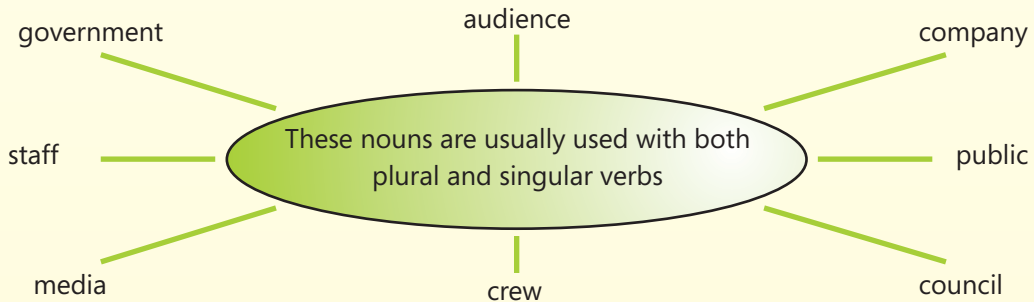 government
audience
company
staff
These nouns are usually used with both
plural and singular verbs
public
media
crew
council